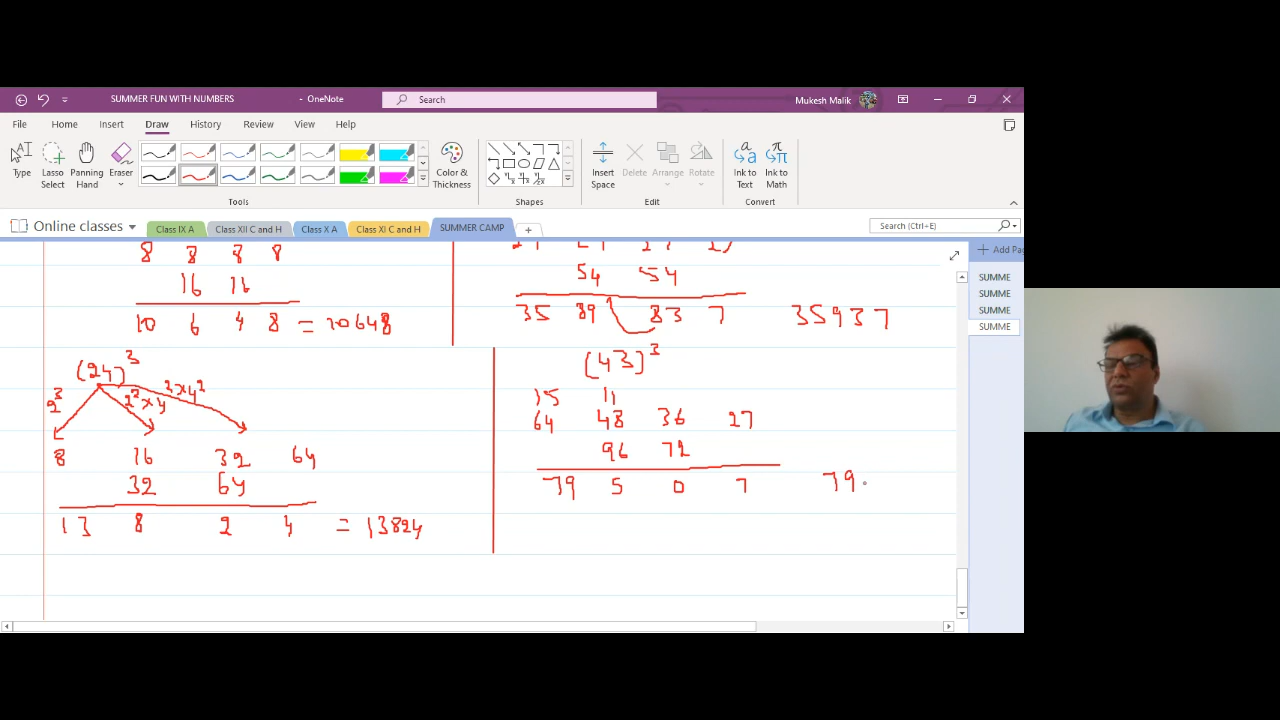 SUMMER FUN WITH NUMBERS - OneNote
Search
Mukesh Malik
File Home Insert Draw History Review View Help
Type
Lasso Select
Panning Hand
Eraser
Color & Thickness
Insert Space
Delete
Arrange
Rotate
Ink to Text
Ink to Math
Tools
Shapes
Edit
Convert
Online classes
Class IX A
Class XII C and H
Class X A
Class XI C and H
SUMMER CAMP
Search (Ctrl+E)
Add Pag
SUMME
SUMME
SUMME
SUMME
8 8 8 8
16 16
10 6 4 8 = 10648
54 54
35 89 83 7 35937
(24)³
2³ 2²×4 2×4²
8 16 32 64
32 64
13 8 2 4 = 13824
(43)³
15 11
64 48 36 27
96 72
79 5 0 7 79